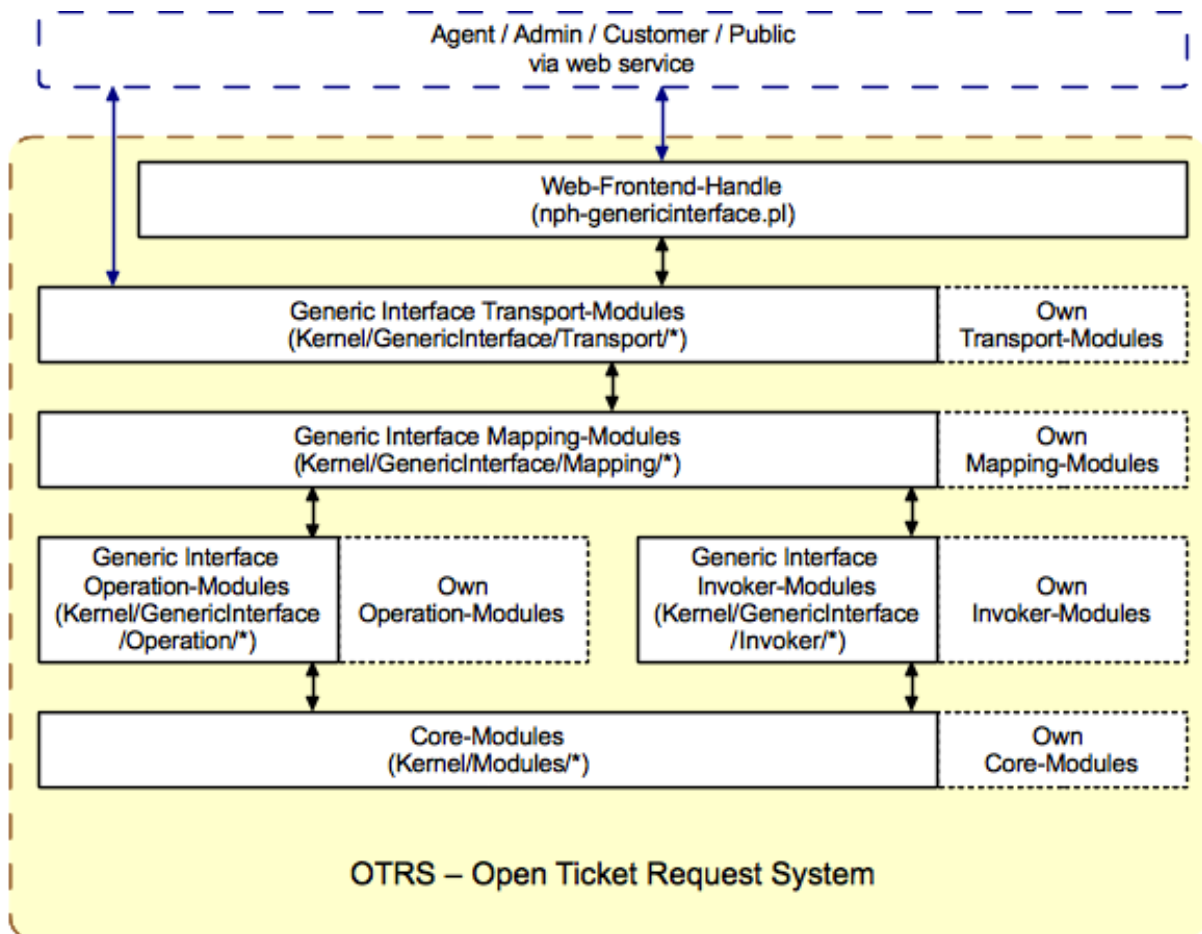 Agent / Admin / Customer / Public
via web service
Web-Frontend-Handle
(nph-genericinterface.pl)
Generic Interface Transport-Modules
(Kernel/GenericInterface/Transport/*)
Own
Transport-Modules
Generic Interface Mapping-Modules
(Kernel/GenericInterface/Mapping/*)
Own
Mapping-Modules
Generic Interface
Operation-Modules
(Kernel/GenericInterface
/Operation/*)
Own
Operation-Modules
Generic Interface
Invoker-Modules
(Kernel/GenericInterface
/Invoker/*)
Own
Invoker-Modules
Core-Modules
(Kernel/Modules/*)
Own
Core-Modules
OTRS – Open Ticket Request System